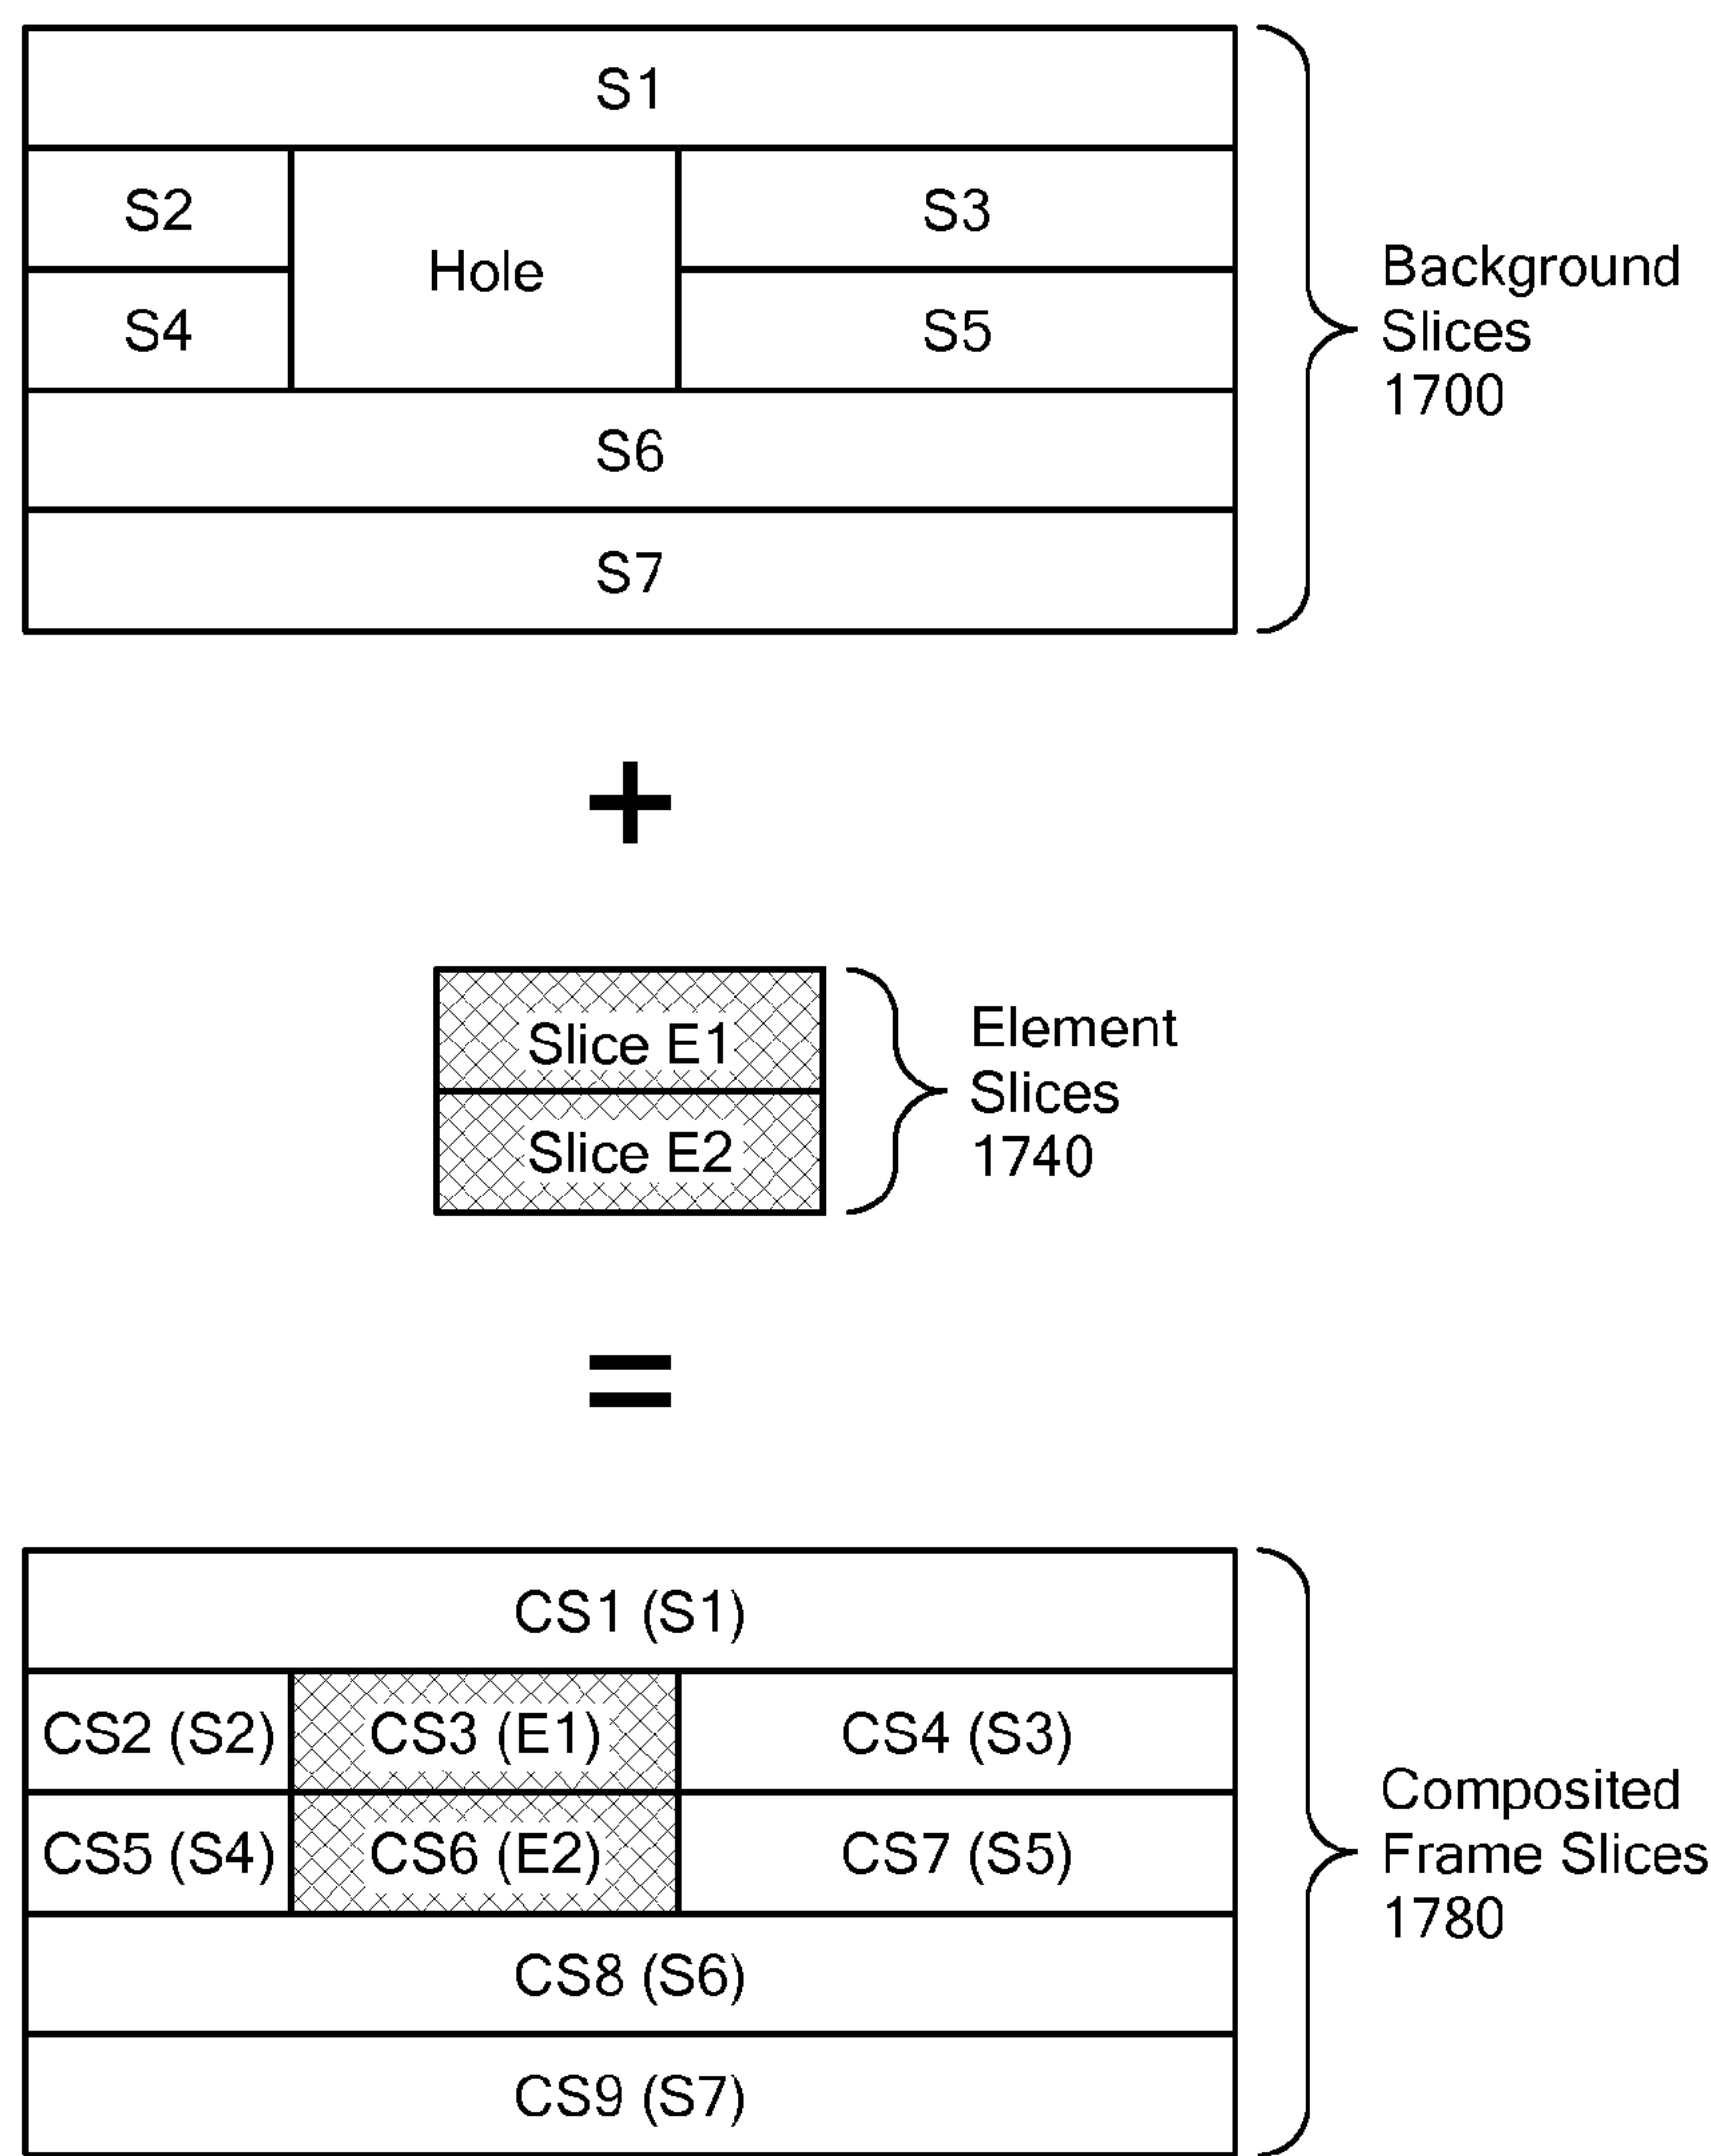 S1
S2
Hole
S3
S4
S5
S6
S7
Background
Slices
1700
+
Slice E1
Slice E2
Element
Slices
1740
=
CS1 (S1)
CS2 (S2)
CS3 (E1)
CS4 (S3)
CS5 (S4)
CS6 (E2)
CS7 (S5)
CS8 (S6)
CS9 (S7)
Composited
Frame Slices
1780